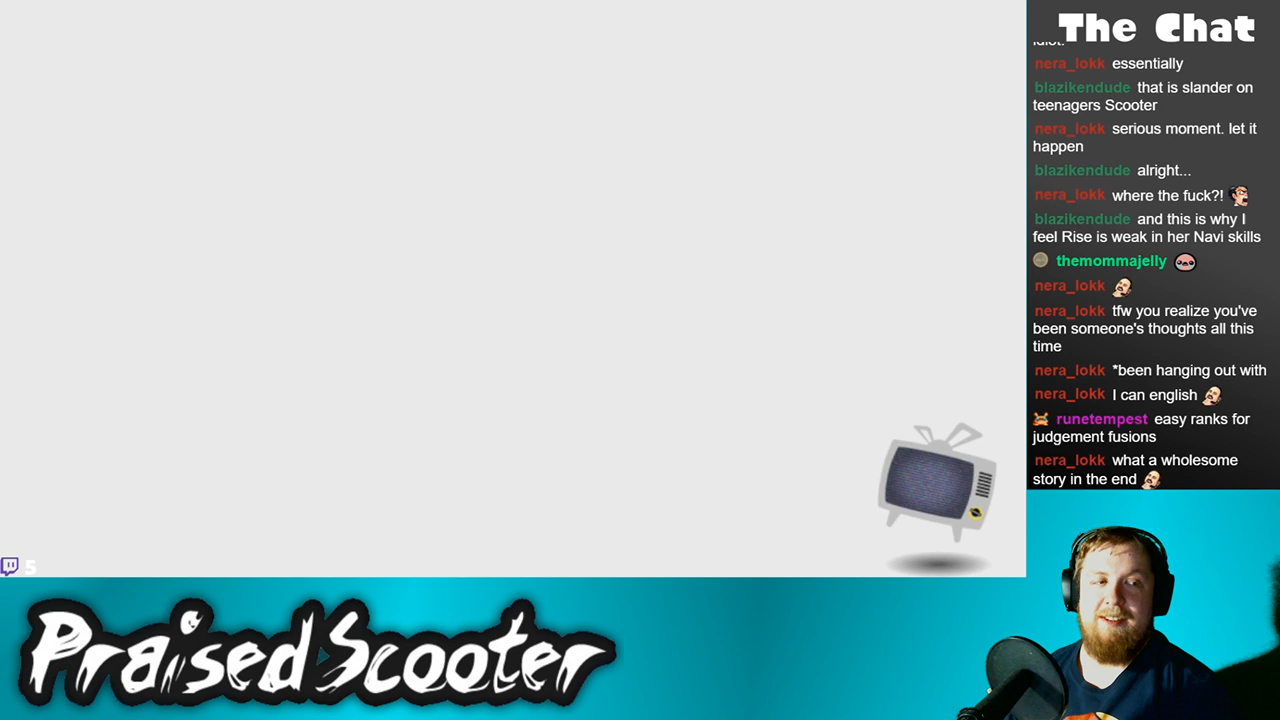 The Chat
idiot.
nera_lokk essentially
blazikendude that is slander on
teenagers Scooter
nera_lokk serious moment. let it
happen
blazikendude alright...
nera_lokk where the fuck?!
blazikendude and this is why I
feel Rise is weak in her Navi skills
themommajelly
nera_lokk
nera_lokk tfw you realize you've
been someone's thoughts all this
time
nera_lokk *been hanging out with
nera_lokk I can english
runetempest easy ranks for
judgement fusions
nera_lokk what a wholesome
story in the end
5
PraisedScooter